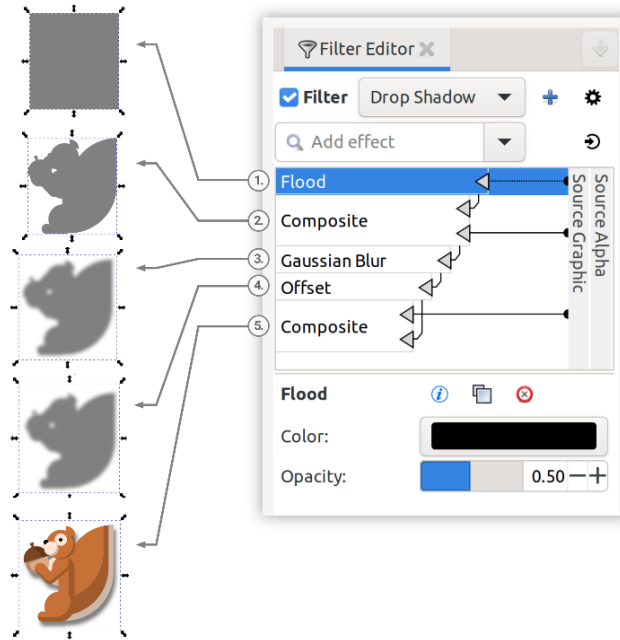 Filter Editor
Filter Drop Shadow
Add effect
1. Flood
2. Composite
3. Gaussian Blur
4. Offset
5. Composite
Source Graphic
Source Alpha
Flood
Color:
Opacity: 0.50